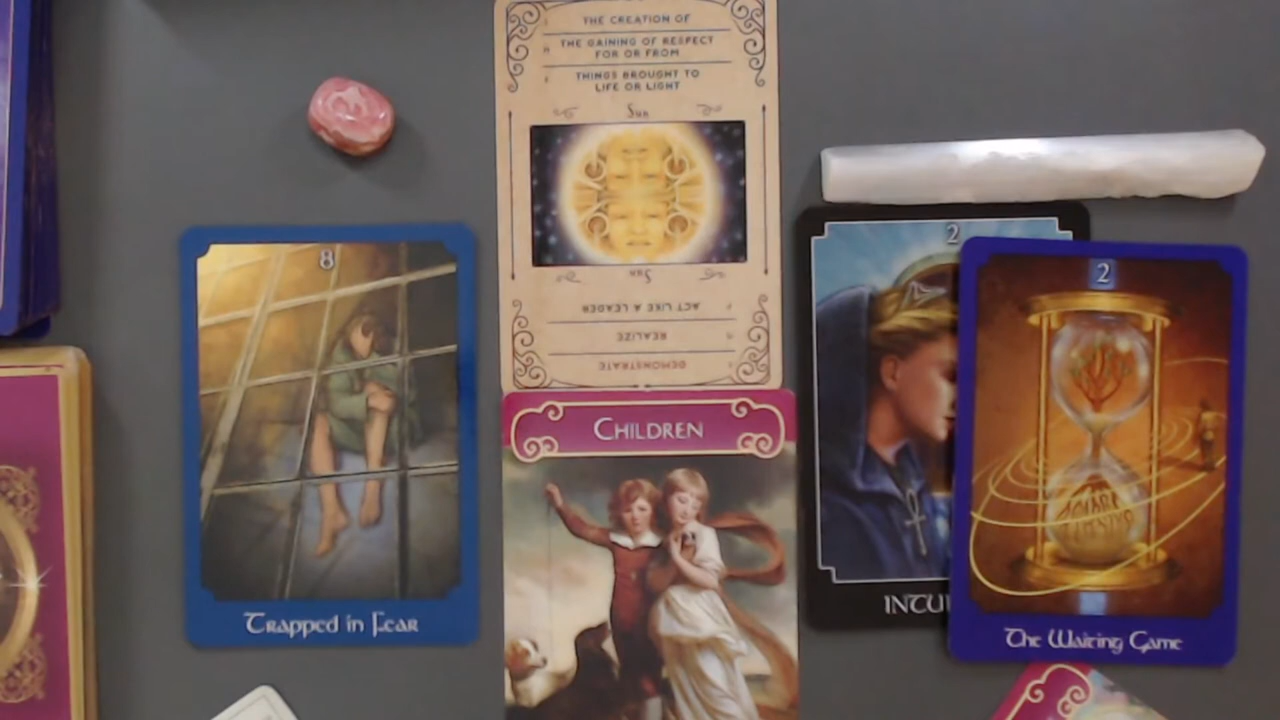 THE CREATION OF
THE GAINING OF RESPECT
FOR OR FROM
THINGS BROUGHT TO
LIFE OR LIGHT
Sun
Sun
ACT LIKE A LEADER
REALIZE
DEMONSTRATE
CHILDREN
8
Trapped in Fear
2
INTUI
2
The Waiting Game